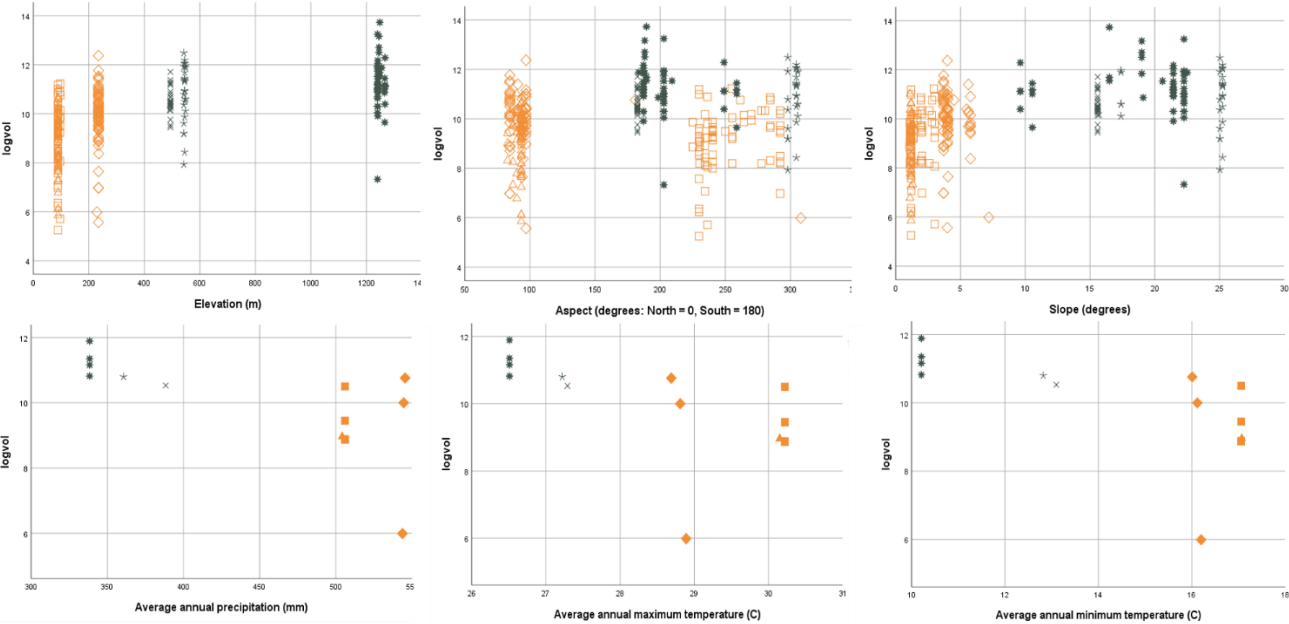 14
12
10
8
6
4
logvol
0 200 400 600 800 1000 1200 140
Elevation (m)
14
12
10
8
6
4
logvol
50 100 150 200 250 300
Aspect (degrees: North = 0, South = 180)
14
12
10
8
6
4
logvol
0 5 10 15 20 25 30
Slope (degrees)
12
10
8
6
logvol
300 350 400 450 500 55
Average annual precipitation (mm)
12
10
8
6
logvol
26 27 28 29 30 31
Average annual maximum temperature (C)
12
10
8
6
logvol
10 12 14 16 18
Average annual minimum temperature (C)